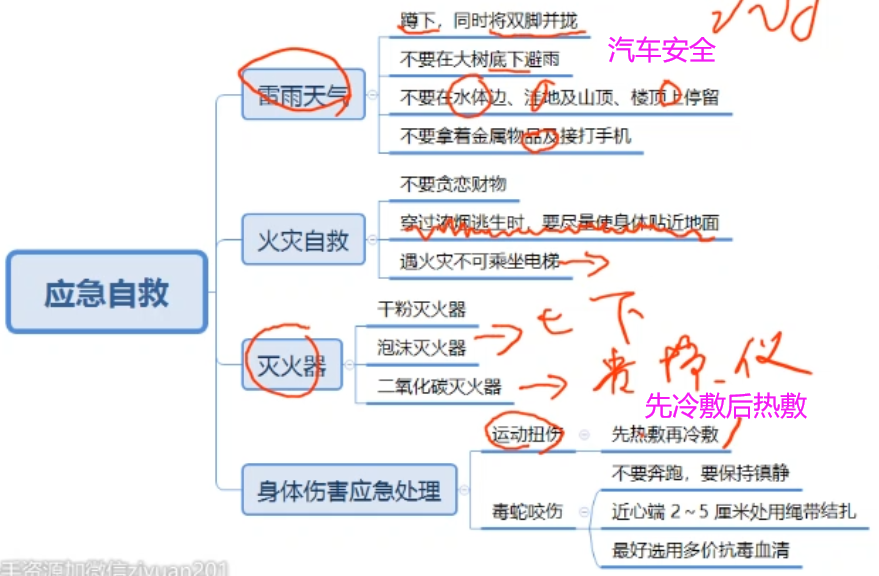 蹲下，同时将双脚并拢
汽车安全
不要在大树底下避雨
雷雨天气
不要在水体边、洼地及山顶、楼顶上停留
不要拿着金属物品及接打手机
不要贪恋财物
火灾自救
穿过浓烟逃生时，要尽量使身体贴近地面
遇火灾不可乘坐电梯
应急自救
干粉灭火器
灭火器
泡沫灭火器
七下
二氧化碳灭火器
贵 精 仪
先冷敷后热敷
运动扭伤
先热敷再冷敷
身体伤害应急处理
不要奔跑，要保持镇静
毒蛇咬伤
近心端2~5厘米处用绳带结扎
最好选用多价抗毒血清
手资源加微信ziyuan201